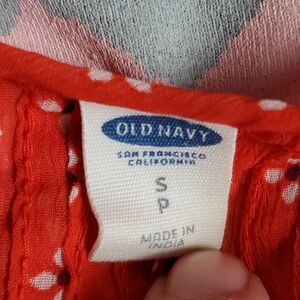 OLD NAVY
SAN FRANCISCO
CALIFORNIA
S
P
MADE IN
INDIA